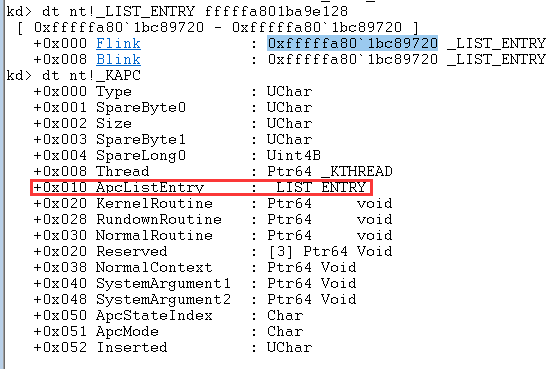 kd> dt nt!_LIST_ENTRY fffffa801ba9e128
[ 0xfffffa80`1bc89720 - 0xfffffa80`1bc89720 ]
+0x000 Flink : 0xfffffa80`1bc89720 _LIST_ENTRY
+0x008 Blink : 0xfffffa80`1bc89720 _LIST_ENTRY
kd> dt nt!_KAPC
+0x000 Type : UChar
+0x001 SpareByte0 : UChar
+0x002 Size : UChar
+0x003 SpareByte1 : UChar
+0x004 SpareLong0 : Uint4B
+0x008 Thread : Ptr64 _KTHREAD
+0x010 ApcListEntry : _LIST_ENTRY
+0x020 KernelRoutine : Ptr64 void
+0x028 RundownRoutine : Ptr64 void
+0x030 NormalRoutine : Ptr64 void
+0x020 Reserved : [3] Ptr64 Void
+0x038 NormalContext : Ptr64 Void
+0x040 SystemArgument1 : Ptr64 Void
+0x048 SystemArgument2 : Ptr64 Void
+0x050 ApcStateIndex : Char
+0x051 ApcMode : Char
+0x052 Inserted : UChar